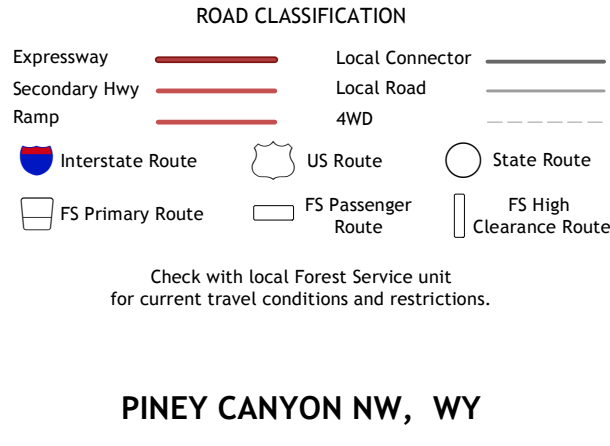 ROAD CLASSIFICATION
Expressway
Local Connector
Secondary Hwy
Local Road
Ramp
4WD
Interstate Route
US Route
State Route
FS Primary Route
FS Passenger
Route
FS High
Clearance Route
Check with local Forest Service unit
for current travel conditions and restrictions.
PINEY CANYON NW, WY